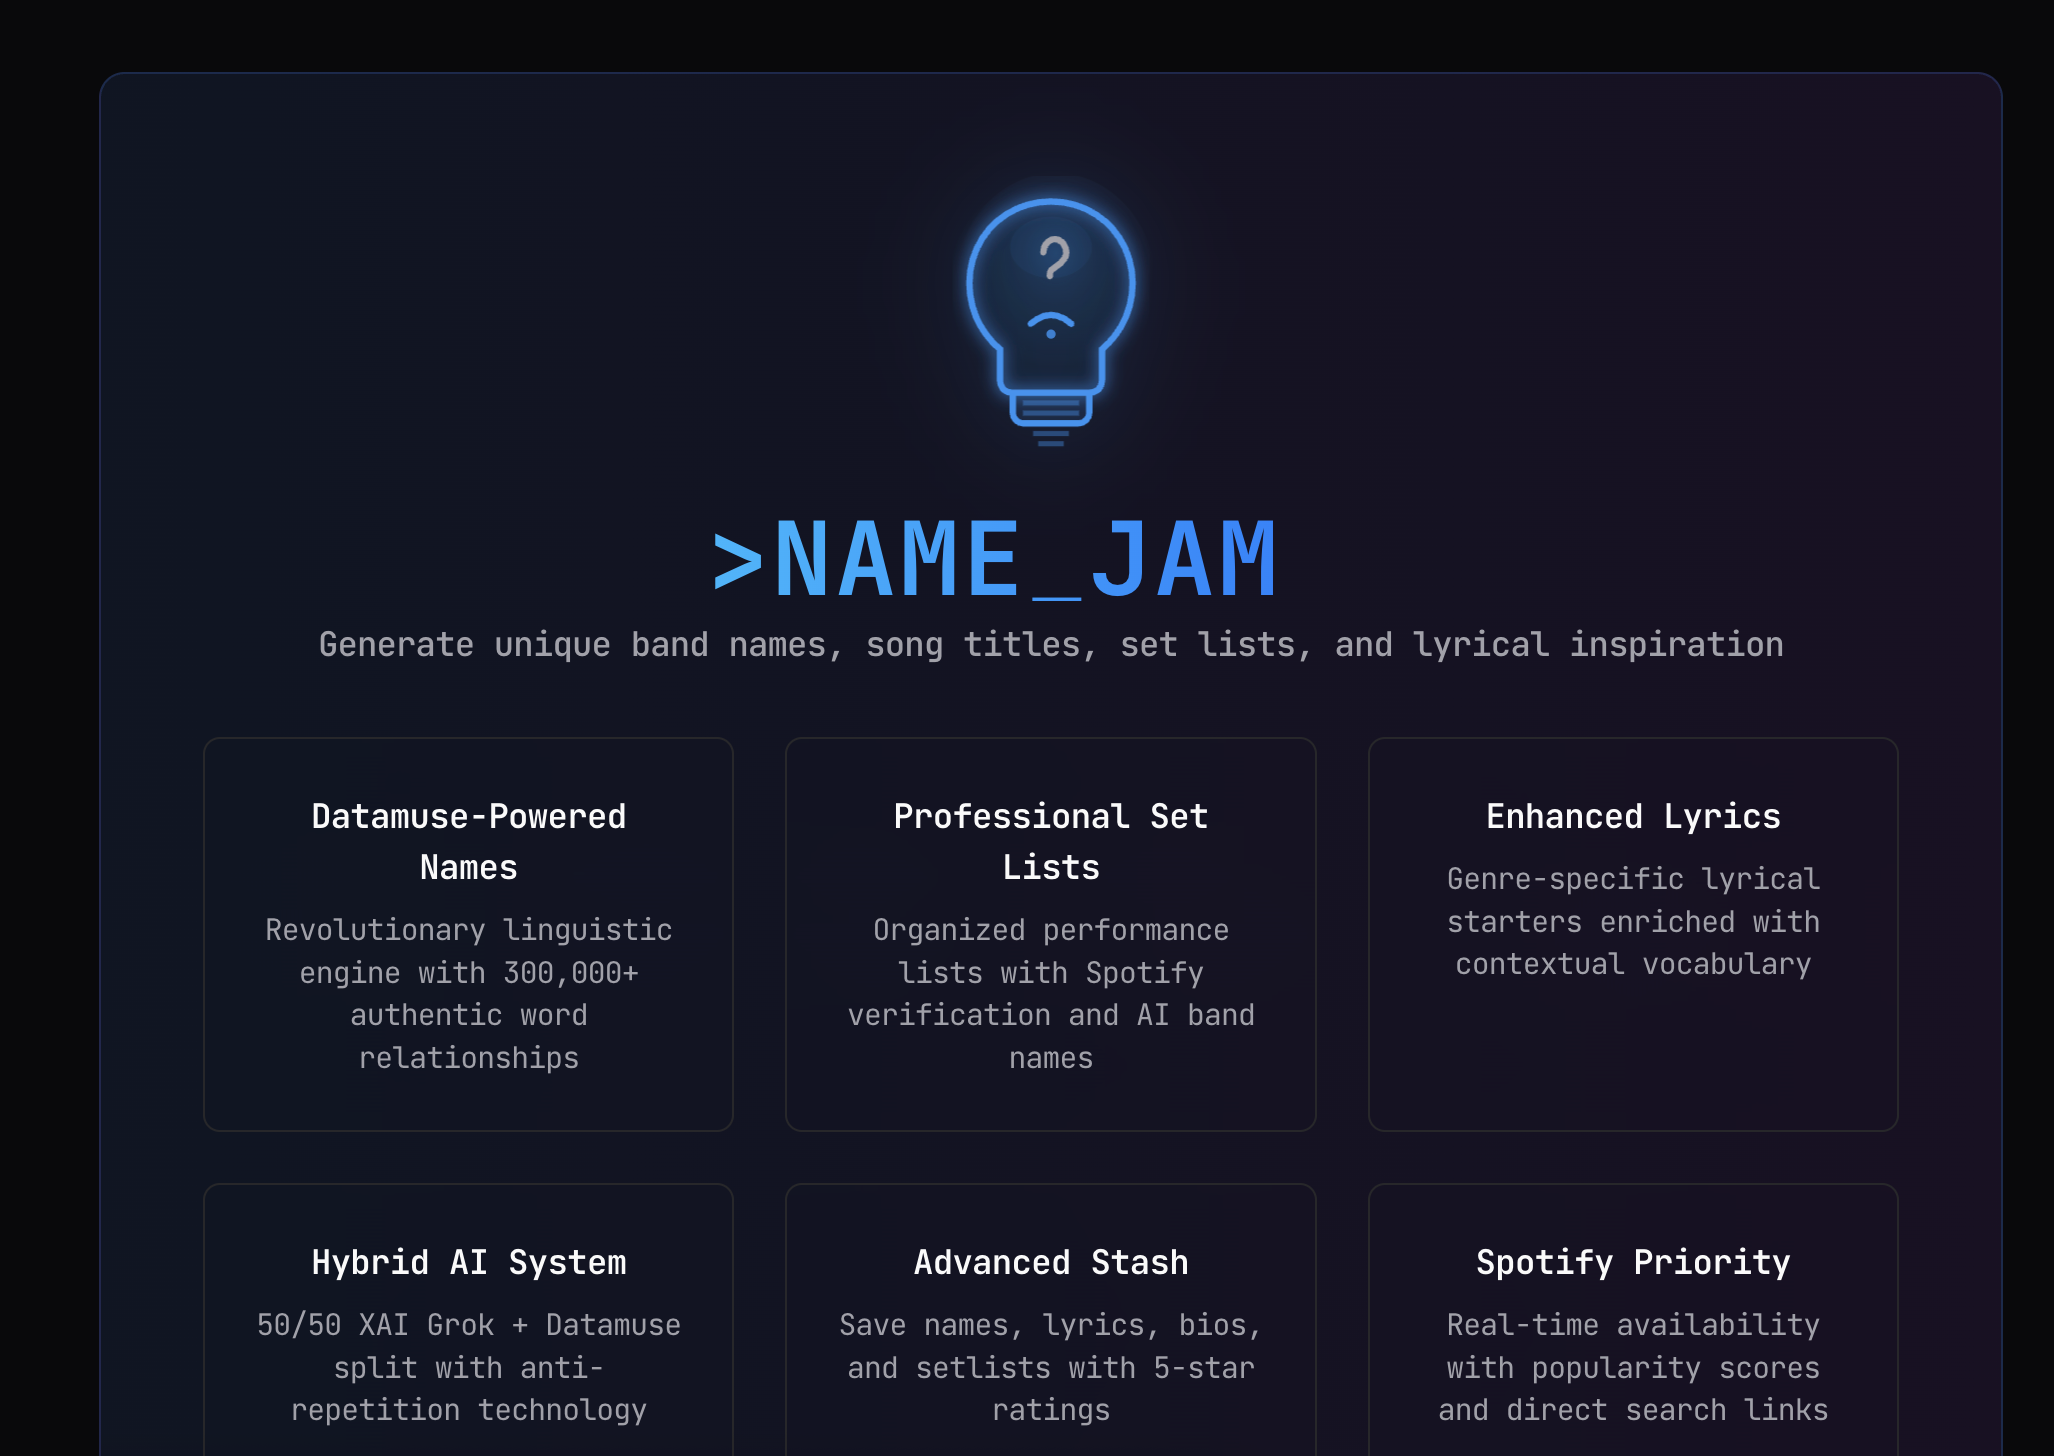 ?
>NAME_JAM
Generate unique band names, song titles, set lists, and lyrical inspiration
Datamuse-Powered
Names
Revolutionary linguistic
engine with 300,000+
authentic word
relationships
Professional Set
Lists
Organized performance
lists with Spotify
verification and AI band
names
Enhanced Lyrics
Genre-specific lyrical
starters enriched with
contextual vocabulary
Hybrid AI System
50/50 XAI Grok + Datamuse
split with anti-
repetition technology
Advanced Stash
Save names, lyrics, bios,
and setlists with 5-star
ratings
Spotify Priority
Real-time availability
with popularity scores
and direct search links